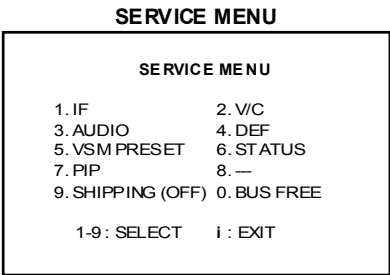 SERVICE MENU
SERVICE MENU
1. IF 2. V/C
3. AUDIO 4. DEF
5. VSM PRESET 6. STATUS
7. PIP 8. ---
9. SHIPPING (OFF) 0. BUS FREE
1-9 : SELECT i : EXIT